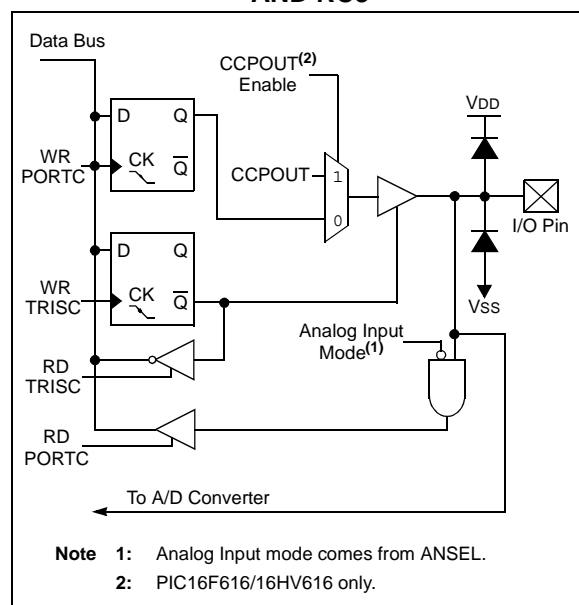 AND RC3
Data Bus
CCPOUT(2)
Enable
VDD
D Q
WR
PORTC
CK
Q
CCPOUT
1
0
I/O Pin
D Q
WR
TRISC
CK
Q
VSS
Analog Input
Mode(1)
RD
TRISC
RD
PORTC
To A/D Converter
Note 1: Analog Input mode comes from ANSEL.
2: PIC16F616/16HV616 only.